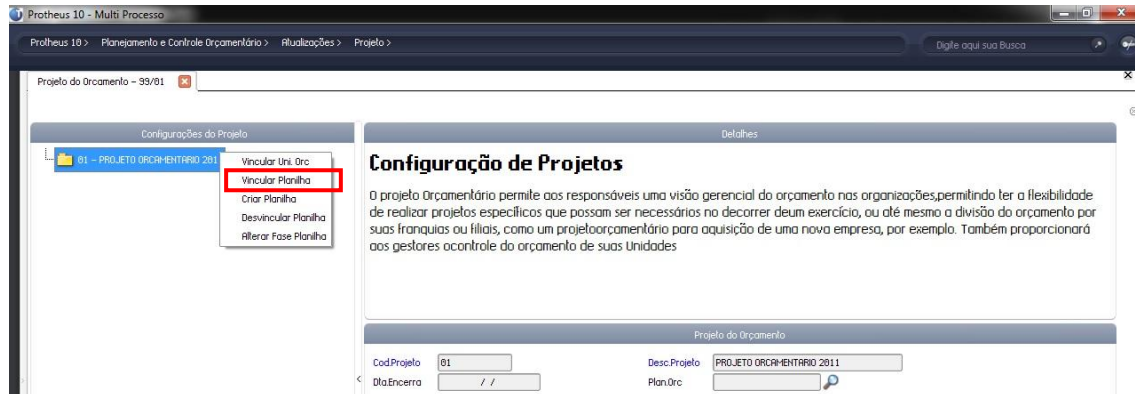 Protheus 10 - Multi Processo
Protheus 10 > Planejamento e Controle Orçamentário > Atualizações > Projeto >
Digite aqui sua Busca
Projeto do Orcamento - 99/01
Configurações do Projeto
01 - PROJETO ORCAMENTARIO 201
Vincular Uni. Orc
Vincular Planilha
Criar Planilha
Desvincular Planilha
Alterar Fase Planilha
Detalhes
Configuração de Projetos
O projeto Orçamentário permite aos responsáveis uma visão gerencial do orçamento nas organizações,permitindo ter a flexibilidade
de realizar projetos específicos que possam ser necessários no decorrer deum exercício, ou até mesmo a divisão do orçamento por
suas franquias ou filiais, como um projetoorçamentário para aquisição de uma nova empresa, por exemplo. Também proporcionará
aos gestores ocontrole do orçamento de suas Unidades
Projeto do Orçamento
Cod.Projeto 01 Desc.Projeto PROJETO ORCAMENTARIO 2011
Dta.Encerra / / Plan.Orc